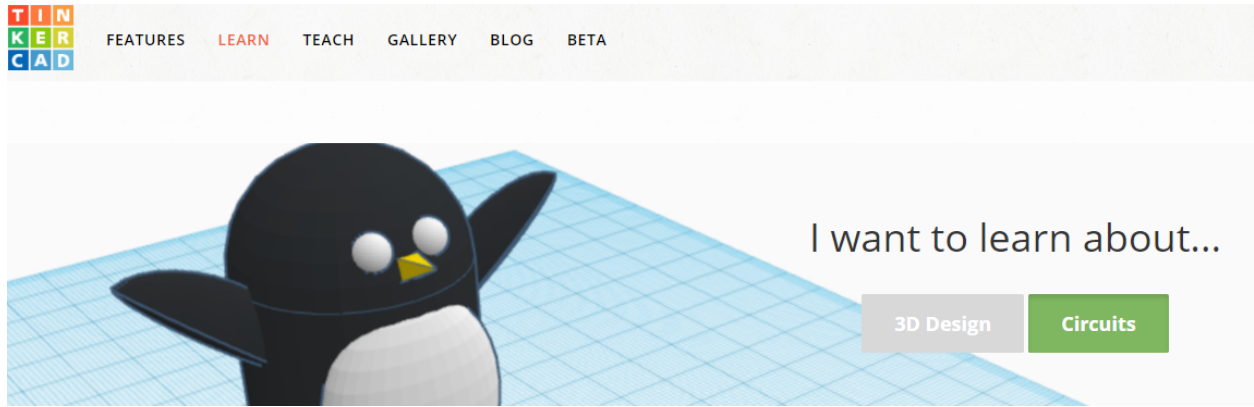 TIN
KER
CAD
FEATURES LEARN TEACH GALLERY BLOG BETA
I want to learn about...
3D Design Circuits